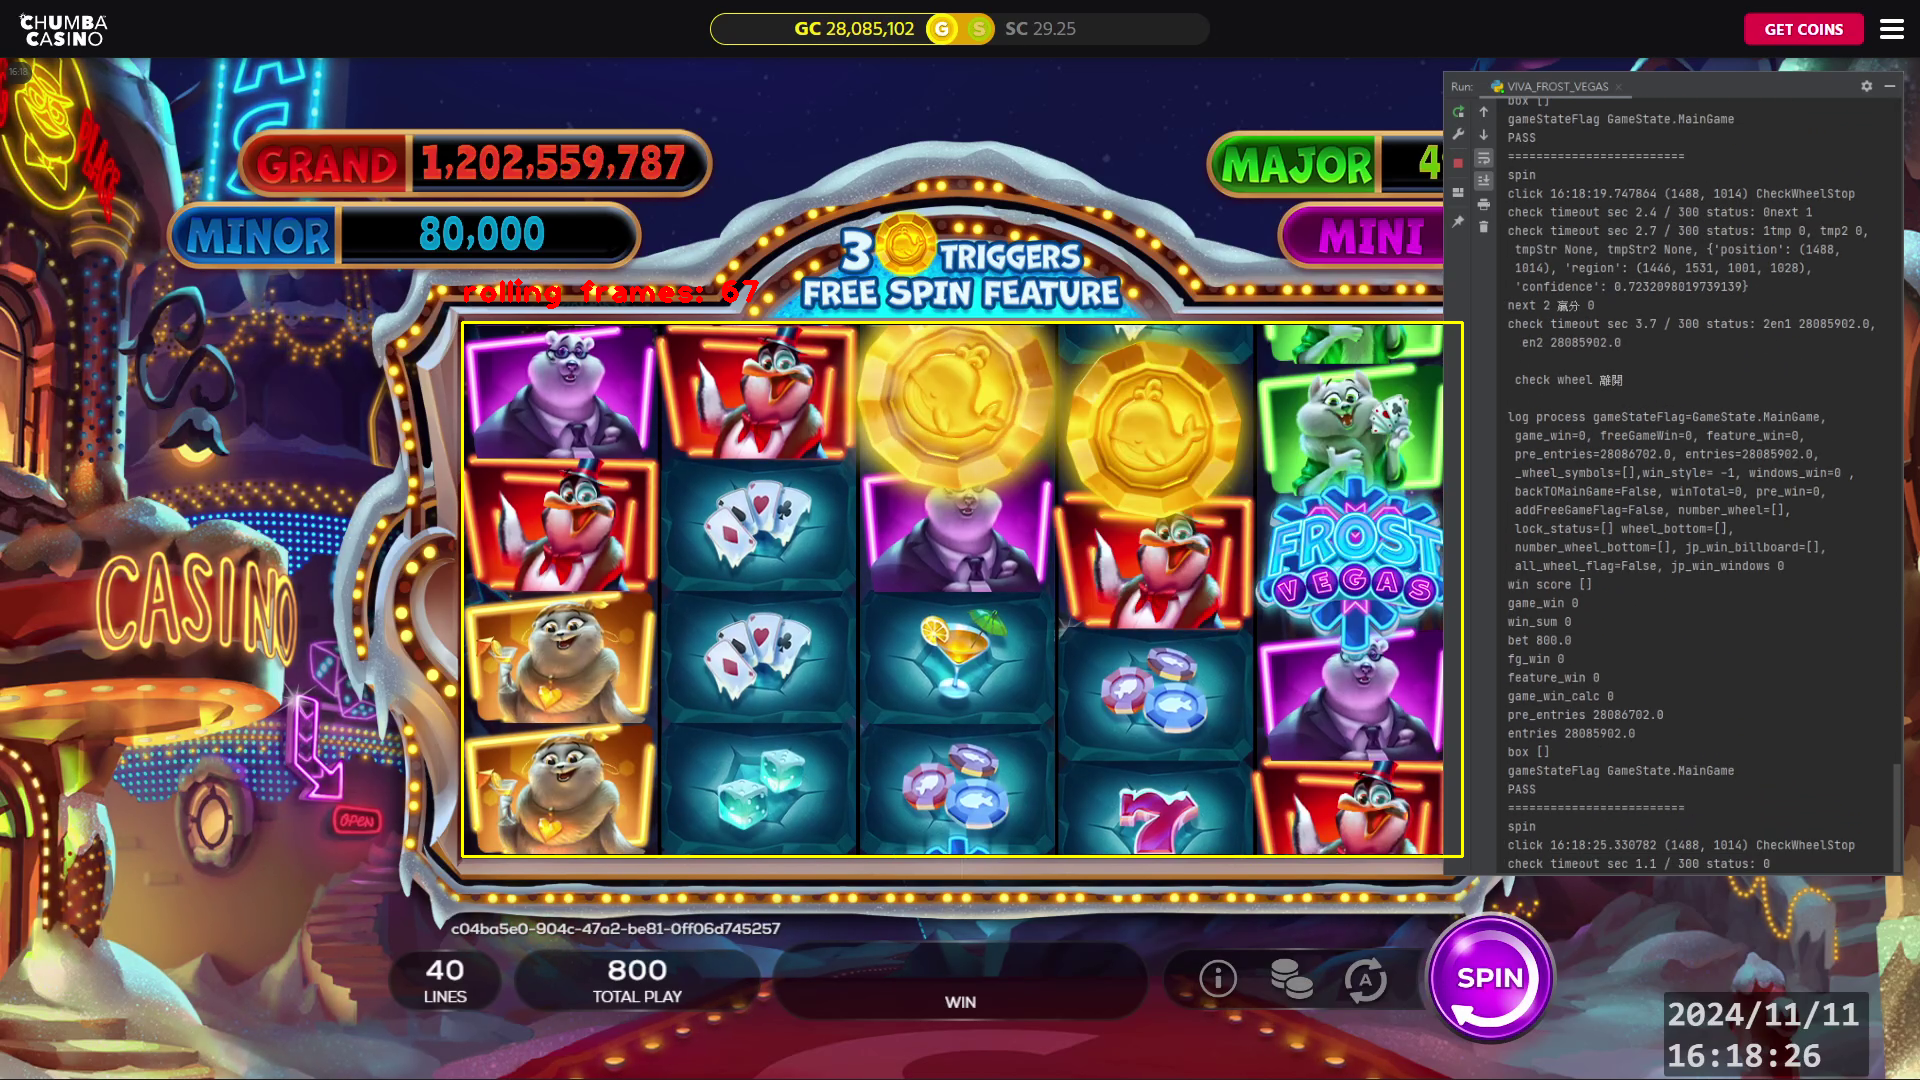 CHUMBA
CASINO
GC 28,085,102 G S SC 29.25
GET COINS
16:18
PLACE
GRAND 1,202,559,787
MINOR 80,000
MAJOR 4
MINI
3 TRIGGERS
FREE SPIN FEATURE
rolling frames: 67
FROST
VEGAS
CASINO
OPEN
c04ba5e0-904c-47a2-be81-0ff06d745257
40
LINES
800
TOTAL PLAY
WIN
SPIN
2024/11/11
16:18:26
Run: VIVA_FROST_VEGAS
box []
gameStateFlag GameState.MainGame
PASS
=========================
spin
click 16:18:19.747864 (1488, 1014) CheckWheelStop
check timeout sec 2.4 / 300 status: 0next 1
check timeout sec 2.7 / 300 status: 1tmp 0, tmp2 0,
tmpStr None, tmpStr2 None, {'position': (1488,
1014), 'region': (1446, 1531, 1001, 1028),
'confidence': 0.7232098019739139}
next 2 贏分 0
check timeout sec 3.7 / 300 status: 2en1 28085902.0,
en2 28085902.0
check wheel 離開
log process gameStateFlag=GameState.MainGame,
game_win=0, freeGameWin=0, feature_win=0,
pre_entries=28086702.0, entries=28085902.0,
_wheel_symbols=[],win_style= -1, windows_win=0 ,
backTOMainGame=False, winTotal=0, pre_win=0,
addFreeGameFlag=False, number_wheel=[],
lock_status=[] wheel_bottom=[],
number_wheel_bottom=[], jp_win_billboard=[],
all_wheel_flag=False, jp_win_windows 0
win score []
game_win 0
win_sum 0
bet 800.0
fg_win 0
feature_win 0
game_win_calc 0
pre_entries 28086702.0
entries 28085902.0
box []
gameStateFlag GameState.MainGame
PASS
=========================
spin
click 16:18:25.330782 (1488, 1014) CheckWheelStop
check timeout sec 1.1 / 300 status: 0